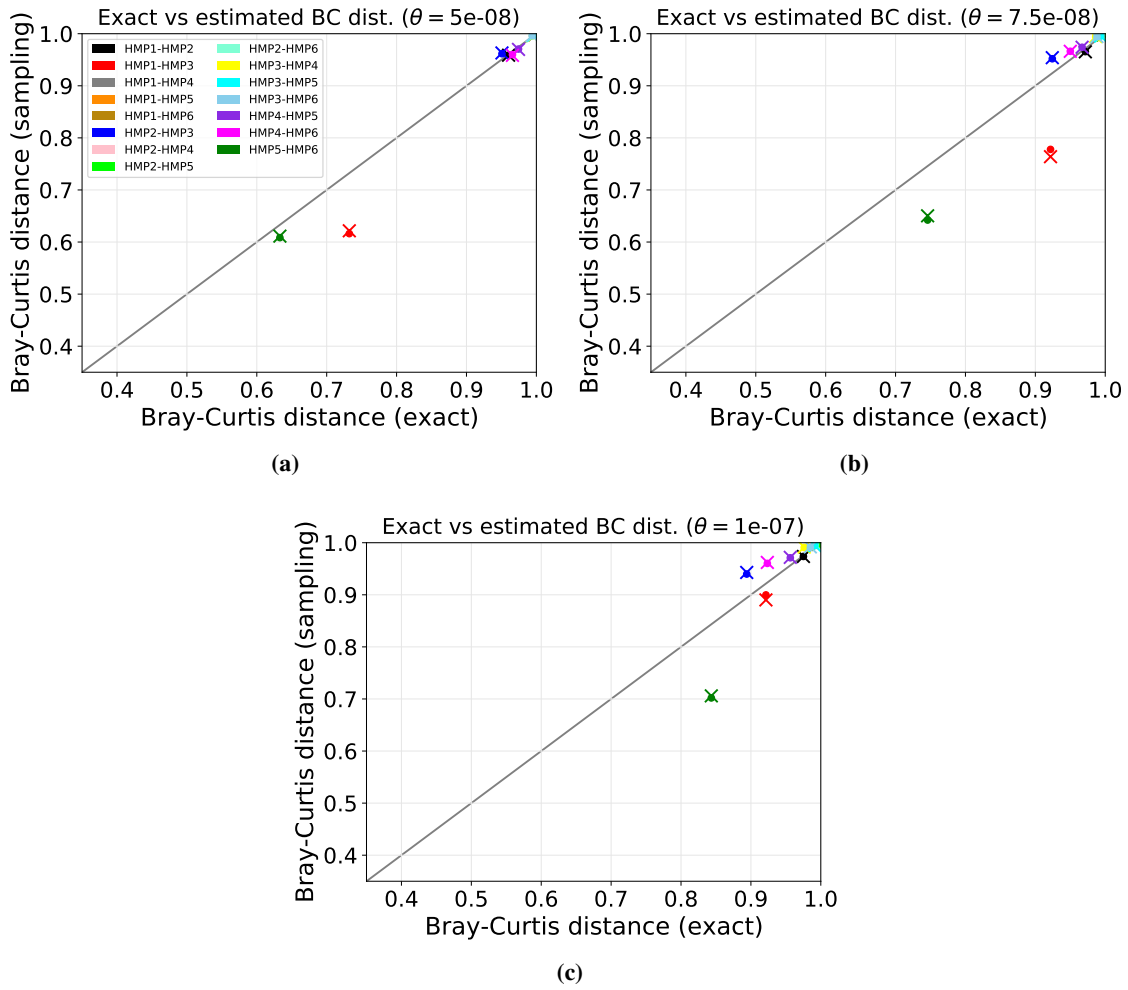 Exact vs estimated BC dist. (θ = 5e-08)
Bray-Curtis distance (sampling)
1.0
0.9
0.8
0.7
0.6
0.5
0.4
HMP1-HMP2
HMP1-HMP3
HMP1-HMP4
HMP1-HMP5
HMP1-HMP6
HMP2-HMP3
HMP2-HMP4
HMP2-HMP5
HMP2-HMP6
HMP3-HMP4
HMP3-HMP5
HMP3-HMP6
HMP4-HMP5
HMP4-HMP6
HMP5-HMP6
0.4 0.5 0.6 0.7 0.8 0.9 1.0
Bray-Curtis distance (exact)
(a)
Exact vs estimated BC dist. (θ = 7.5e-08)
Bray-Curtis distance (sampling)
1.0
0.9
0.8
0.7
0.6
0.5
0.4
0.4 0.5 0.6 0.7 0.8 0.9 1.0
Bray-Curtis distance (exact)
(b)
Exact vs estimated BC dist. (θ = 1e-07)
Bray-Curtis distance (sampling)
1.0
0.9
0.8
0.7
0.6
0.5
0.4
0.4 0.5 0.6 0.7 0.8 0.9 1.0
Bray-Curtis distance (exact)
(c)